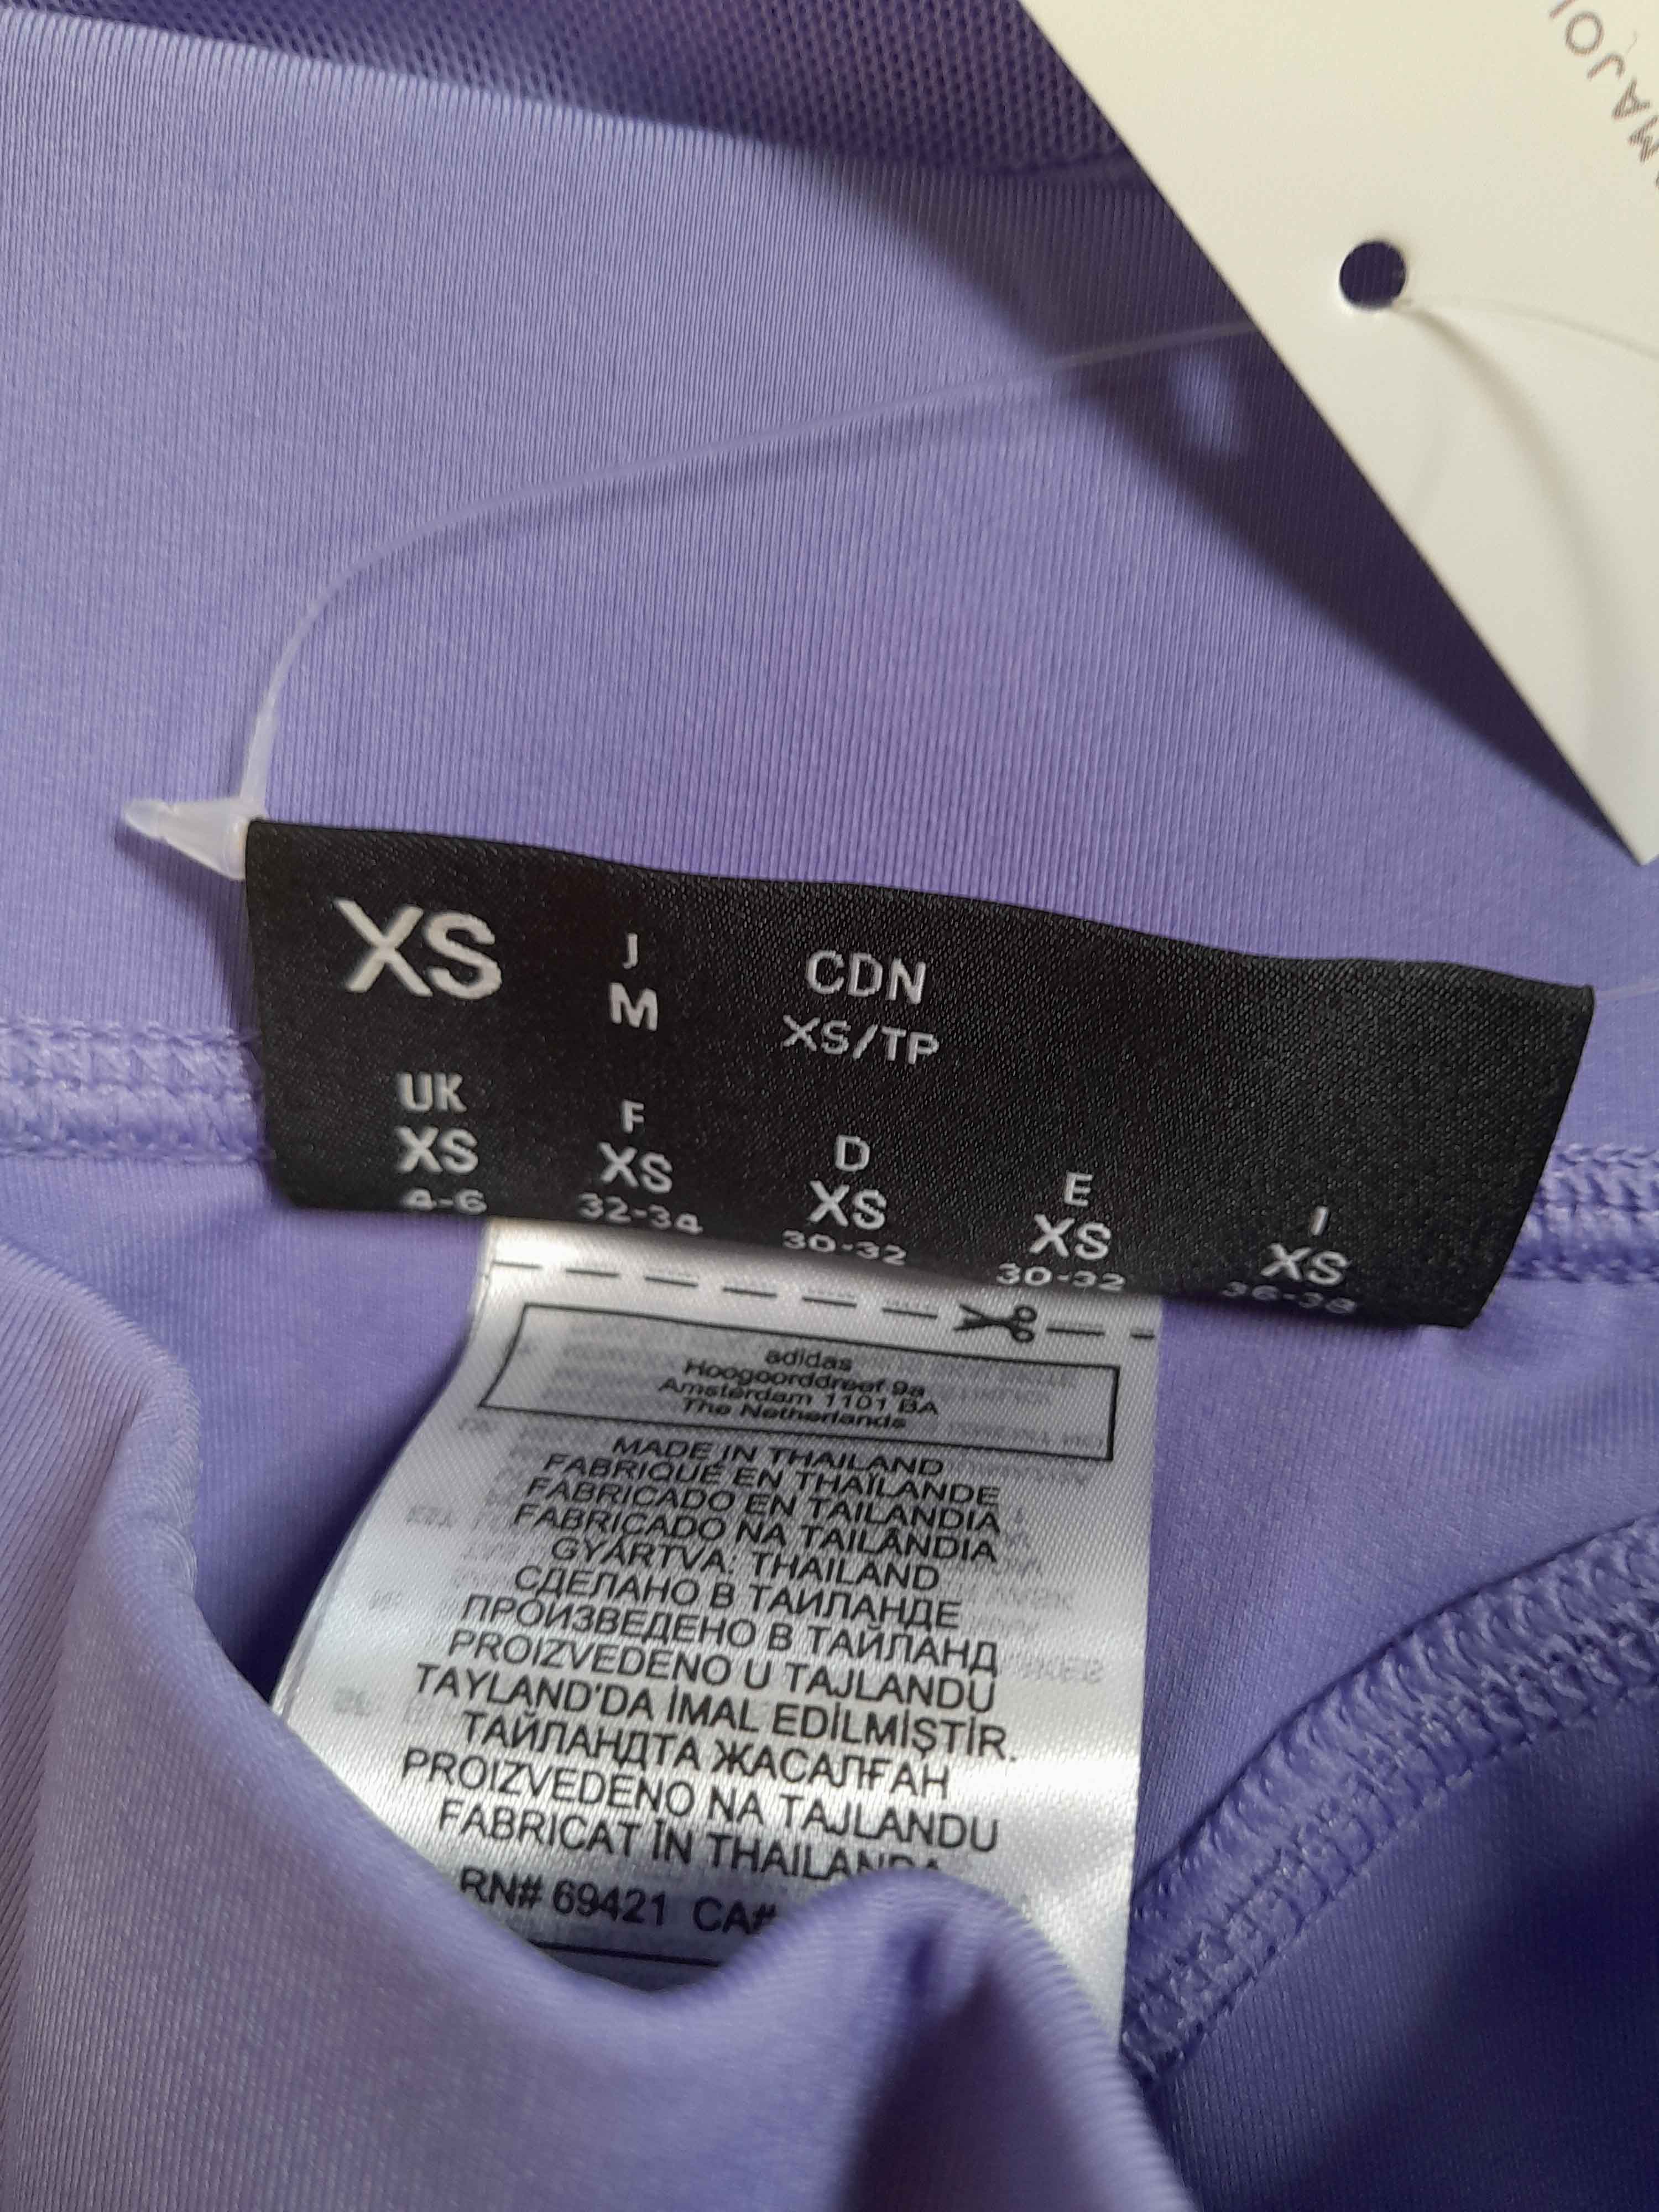 MAJO
XS
J
M
CDN
XS/TP
UK
XS
4-6
F
XS
32-34
D
XS
30-32
E
XS
30-32
I
XS
36-38
adidas
Hoogoorddreef 9a
Amsterdam 1101 BA
The Netherlands
MADE IN THAILAND
FABRIQUÉ EN THAÏLANDE
FABRICADO EN TAILANDIA
FABRICADO NA TAILÂNDIA
GYÁRTVA: THAILAND
СДЕЛАНО В ТАИЛАНДЕ
ПРОИЗВЕДЕНО В ТАЙЛАНД
PROIZVEDENO U TAJLANDU
TAYLAND'DA İMAL EDİLMİŞTİR.
ТАЙЛАНДТА ЖАСАЛҒАН
PROIZVEDENO NA TAJLANDU
FABRICAT ÎN THAILANDA
RN# 69421 CA#